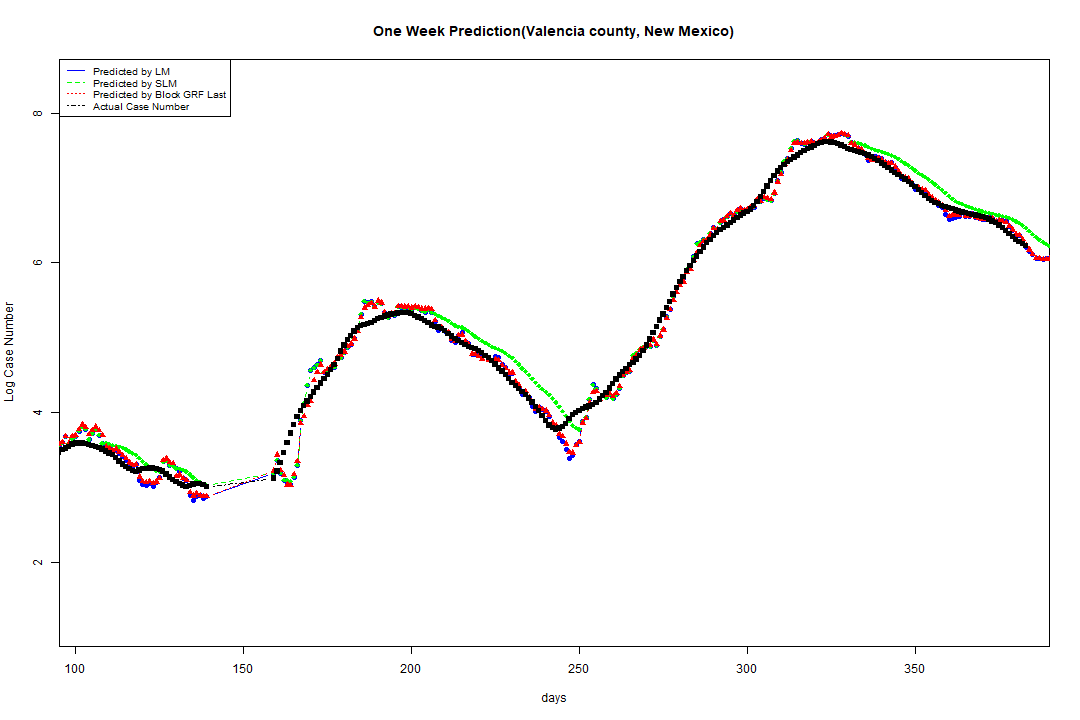 One Week Prediction(Valencia county, New Mexico)
Predicted by LM
Predicted by SLM
Predicted by Block GRF Last
Actual Case Number
8
6
4
2
Log Case Number
100 150 200 250 300 350
days